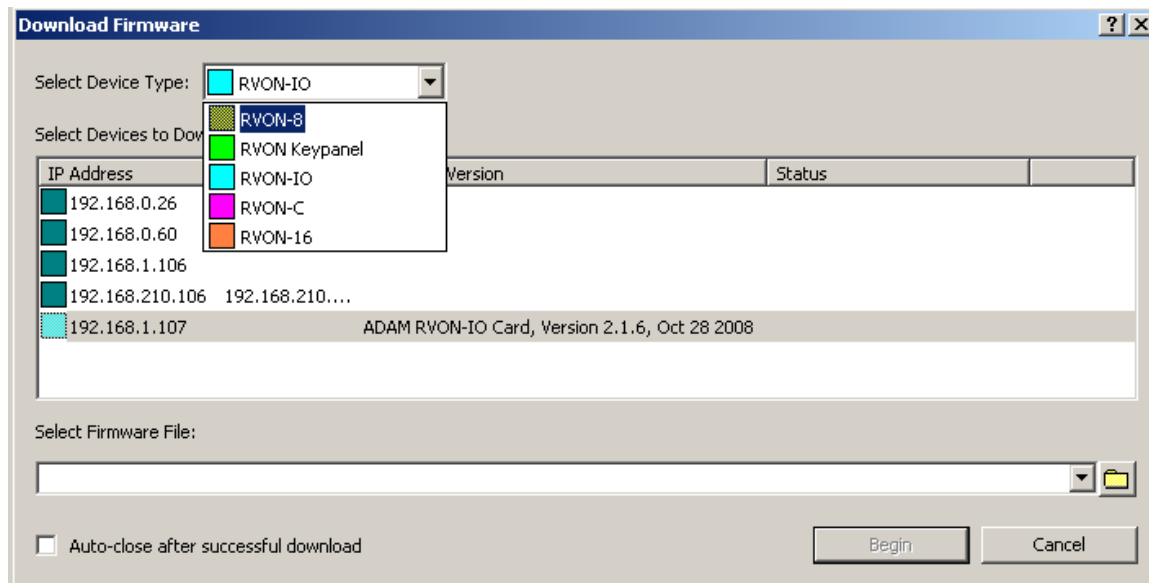 Download Firmware
Select Device Type: RVON-IO
RVON-8
Select Devices to Dow
RVON Keypanel
IP Address Version Status
RVON-IO
192.168.0.26
RVON-C
192.168.0.60
RVON-16
192.168.1.106
192.168.210.106 192.168.210....
192.168.1.107 ADAM RVON-IO Card, Version 2.1.6, Oct 28 2008
Select Firmware File:
Auto-close after successful download Begin Cancel